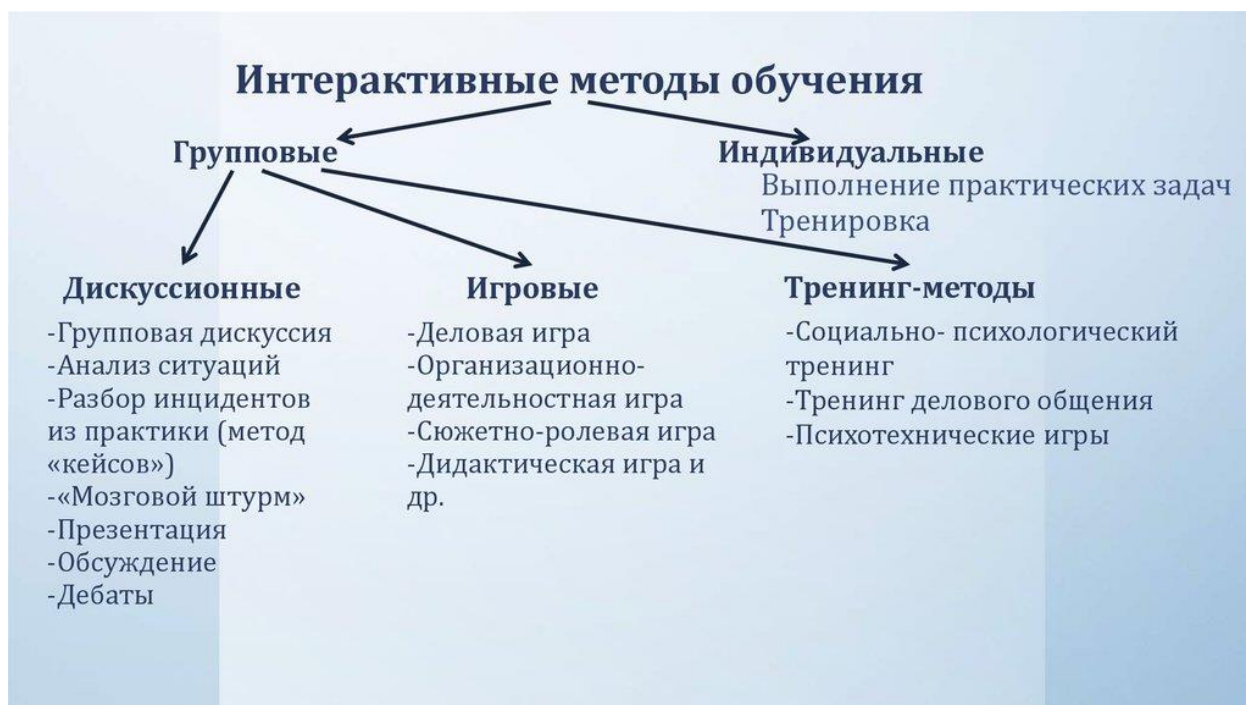 Интерактивные методы обучения
Групповые
Индивидуальные
Выполнение практических задач
Тренировка
Дискуссионные
-Групповая дискуссия
-Анализ ситуаций
-Разбор инцидентов
из практики (метод
«кейсов»)
-«Мозговой штурм»
-Презентация
-Обсуждение
-Дебаты
Игровые
-Деловая игра
-Организационно-
деятельностная игра
-Сюжетно-ролевая игра
-Дидактическая игра и
др.
Тренинг-методы
-Социально- психологический
тренинг
-Тренинг делового общения
-Психотехнические игры